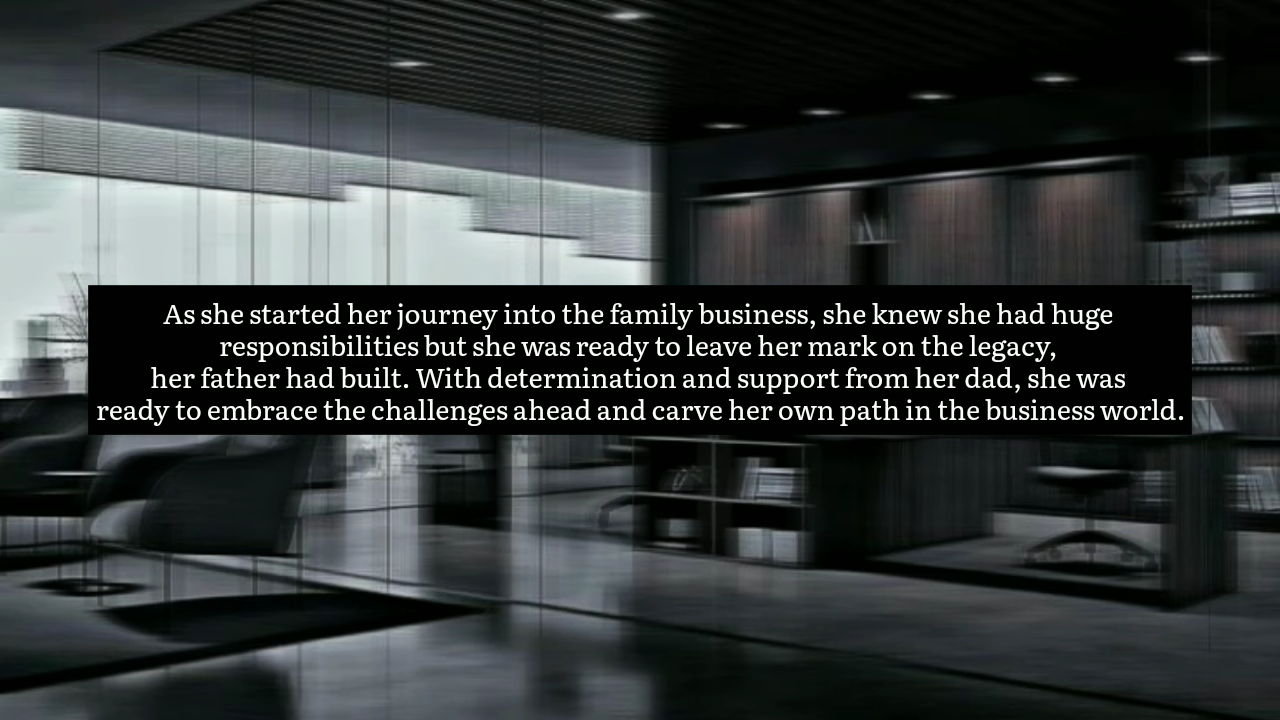 As she started her journey into the family business, she knew she had huge
responsibilities but she was ready to leave her mark on the legacy,
her father had built. With determination and support from her dad, she was
ready to embrace the challenges ahead and carve her own path in the business world.